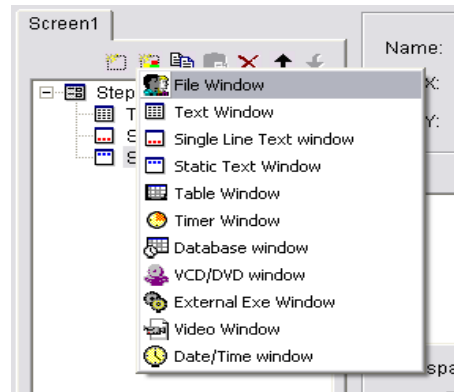 Screen1
Name:
X:
Y:
Step
File Window
Text Window
Single Line Text window
Static Text Window
Table Window
Timer Window
Database window
VCD/DVD window
External Exe Window
Video Window
Date/Time window